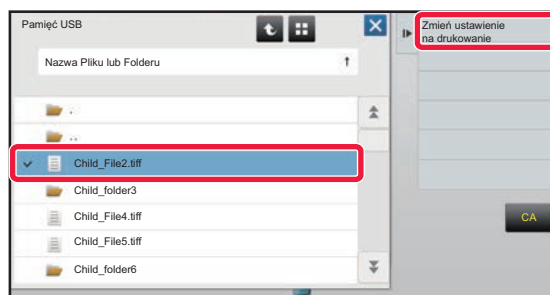 Pamięć USB
Zmień ustawienie
na drukowanie
Nazwa Pliku lub Folderu
.
..
Child_File2.tiff
Child_folder3
Child_File4.tiff
Child_File5.tiff
Child_folder6
CA